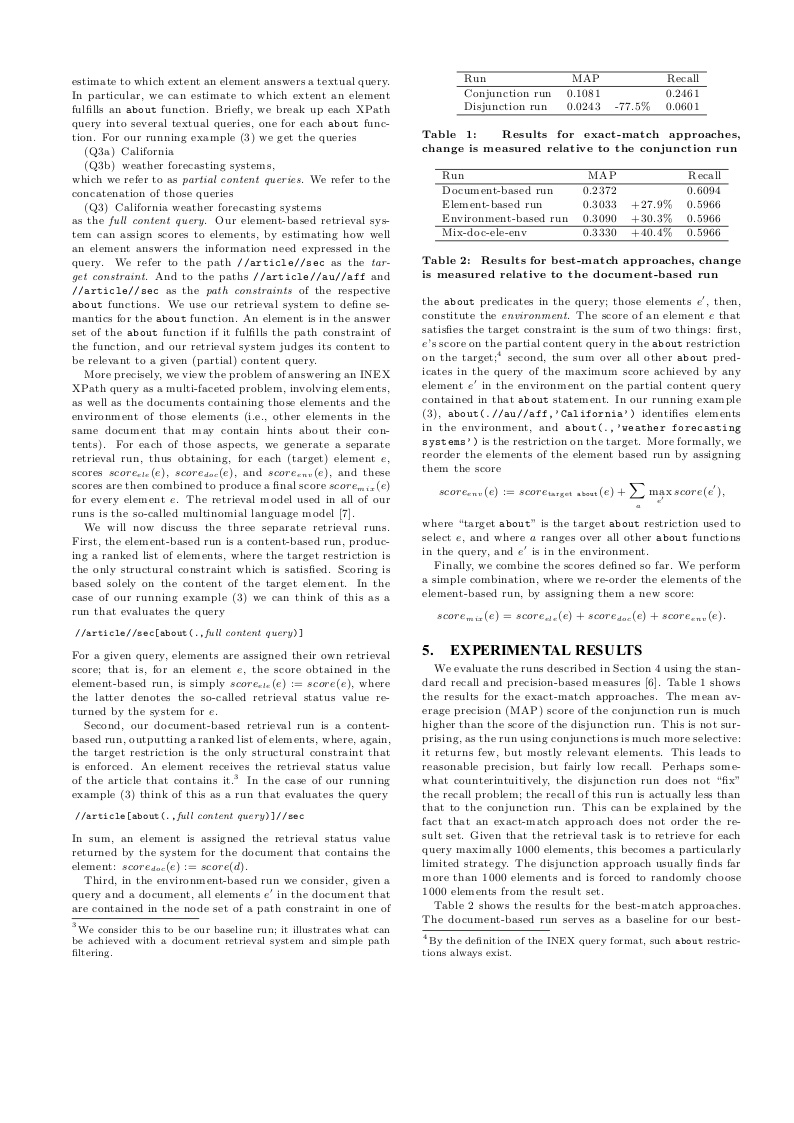 estimate to which extent an element answers a textual query.
In particular, we can estimate to which extent an element
fulfills an about function. Briefly, we break up each XPath
query into several textual queries, one for each about func-
tion. For our running example (3) we get the queries
(Q3a) California
(Q3b) weather forecasting systems,
which we refer to as partial content queries. We refer to the
concatenation of those queries
(Q3) California weather forecasting systems
as the full content query. Our element-based retrieval sys-
tem can assign scores to elements, by estimating how well
an element answers the information need expressed in the
query. We refer to the path //article//sec as the tar-
get constraint. And to the paths //article//au//aff and
//article//sec as the path constraints of the respective
about functions. We use our retrieval system to define se-
mantics for the about function. An element is in the answer
set of the about function if it fulfills the path constraint of
the function, and our retrieval system judges its content to
be relevant to a given (partial) content query.
More precisely, we view the problem of answering an INEX
XPath query as a multi-faceted problem, involving elements,
as well as the documents containing those elements and the
environment of those elements (i.e., other elements in the
same document that may contain hints about their con-
tents). For each of those aspects, we generate a separate
retrieval run, thus obtaining, for each (target) element e,
scores score_ele(e), score_doc(e), and score_env(e), and these
scores are then combined to produce a final score score_mix(e)
for every element e. The retrieval model used in all of our
runs is the so-called multinomial language model [7].
We will now discuss the three separate retrieval runs.
First, the element-run is a content-based run, produc-
ing a ranked list of elements, where the target restriction is
the only structural constraint which is satisfied. Scoring is
based solely on the content of the target element. In the
case of our running example (3) we can think of this as a
run that evaluates the query
//article//sec[about(.,full content query)]
For a given query, elements are assigned their own retrieval
score; that is, for an element e, the score obtained in the
element-based run, is simply score_ele(e) := score(e), where
the latter denotes the so-called retrieval status value re-
turned by the system for e.
Second, our document-based retrieval run is a content-
based run, outputting a ranked list of elements, where, again,
the target restriction is the only structural constraint that
is enforced. An element receives the retrieval status value
of the article that contains it.³ In the case of our running
example (3) think of this as a run that evaluates the query
//article[about(.,full content query)]//sec
In sum, an element is assigned the retrieval status value
returned by the system for the document that contains the
element: score_doc(e) := score(d).
Third, in the environment-based run we consider, given a
query and a document, all elements e′ in the document that
are contained in the node set of a path constraint in one of
³We consider this to be our baseline run; it illustrates what can
be achieved with a document retrieval system and simple path
filtering.
Run MAP Recall
Conjunction run 0.1081 0.2461
Disjunction run 0.0243 -77.5% 0.0601
Table 1: Results for exact-match approaches,
change is measured relative to the conjunction run
Run MAP Recall
Document-based run 0.2372 0.6094
Element-based run 0.3033 +27.9% 0.5966
Environment-based run 0.3090 +30.3% 0.5966
Mix-doc-ele-env 0.3330 +40.4% 0.5966
Table 2: Results for best-match approaches, change
is measured relative to the document-based run
the about predicates in the query; those elements e′, then,
constitute the environment. The score of an element e that
satisfies the target constraint is the sum of two things: first,
e's score on the partial content query in the about restriction
on the target;⁴ second, the sum over all other about pred-
icates in the query of the maximum score achieved by any
element e′ in the environment on the partial content query
contained in that about statement. In our running example
(3), about(.//au//aff,'California') identifies elements
in the environment, and about(.,'weather forecasting
systems') is the restriction on the target. More formally, we
reorder the elements of the element based run by assigning
them the score
score_env(e) := score_target about(e) + ∑_a max_e′ score(e′),
where “target about” is the target about restriction used to
select e, and where a ranges over all other about functions
in the query, and e′ is in the environment.
Finally, we combine the scores defined so far. We perform
a simple combination, where we re-order the elements of the
element-based run, by assigning them a new score:
score_mix(e) = score_ele(e) + score_doc(e) + score_env(e).
5. EXPERIMENTAL RESULTS
We evaluate the runs described in Section 4 using the stan-
dard recall and precision-based measures [6]. Table 1 shows
the results for the exact-match approaches. The mean av-
erage precision (MAP) score of the conjunction run is much
higher than the score of the disjunction run. This is not sur-
prising, as the run using conjunctions is much more selective:
it returns few, but mostly relevant elements. This leads to
reasonable precision, but fairly low recall. Perhaps some-
what counterintuitively, the disjunction run does not “fix”
the recall problem; the recall of this run is actually less than
that to the conjunction run. This can be explained by the
fact that an exact-match approach does not order the re-
sult set. Given that the retrieval task is to retrieve for each
query maximally 1000 elements, this becomes a particularly
limited strategy. The disjunction approach usually finds far
more than 1000 elements and is forced to randomly choose
1000 elements from the result set.
Table 2 shows the results for the best-match approaches.
The document-based run serves as a baseline for our best-
⁴By the definition of the INEX query format, such about restric-
tions always exist.